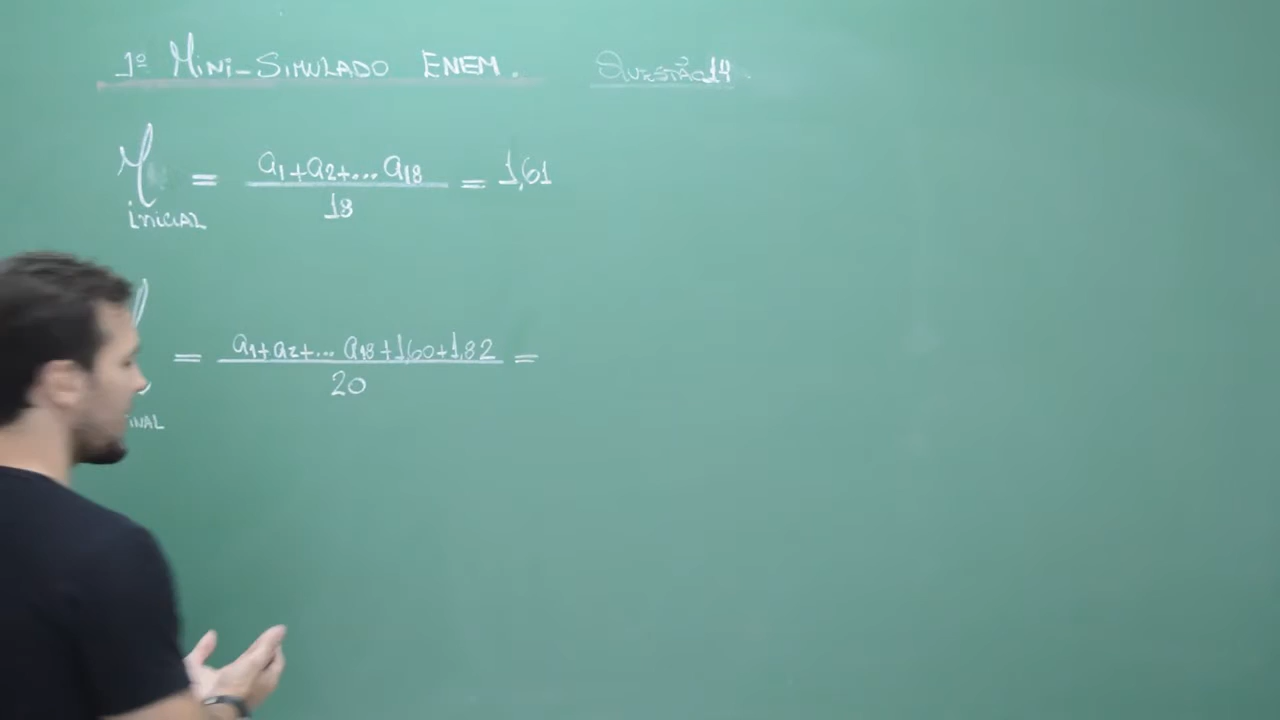 1º Mini-Simulado Enem. Questão 14
M inicial = a1+a2+...a18 / 18 = 1,61
= a1+a2+...a18+1,60+1,82 / 20 =